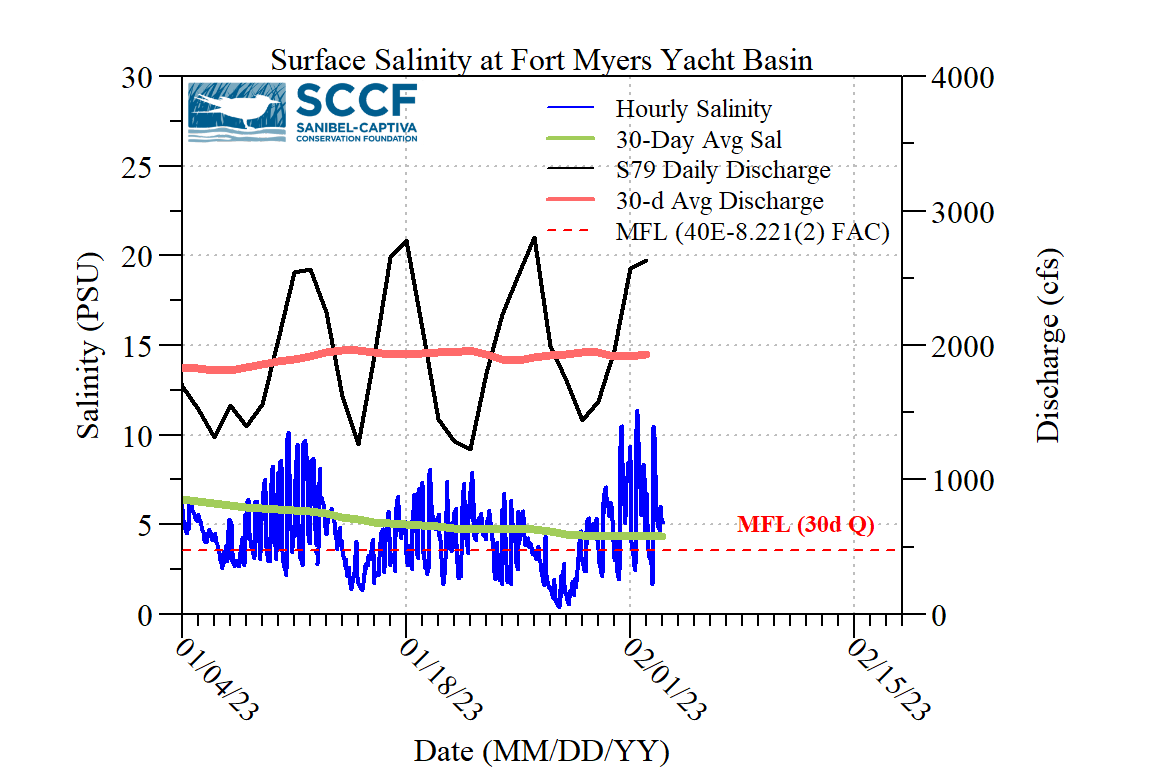 Surface Salinity at Fort Myers Yacht Basin
SCCF
SANIBEL-CAPTIVA
CONSERVATION FOUNDATION
Hourly Salinity
30-Day Avg Sal
S79 Daily Discharge
30-d Avg Discharge
MFL (40E-8.221(2) FAC)
30
25
20
15
10
5
0
Salinity (PSU)
4000
3000
2000
1000
0
Discharge (cfs)
MFL (30d Q)
01/04/23
01/18/23
02/01/23
02/15/23
Date (MM/DD/YY)